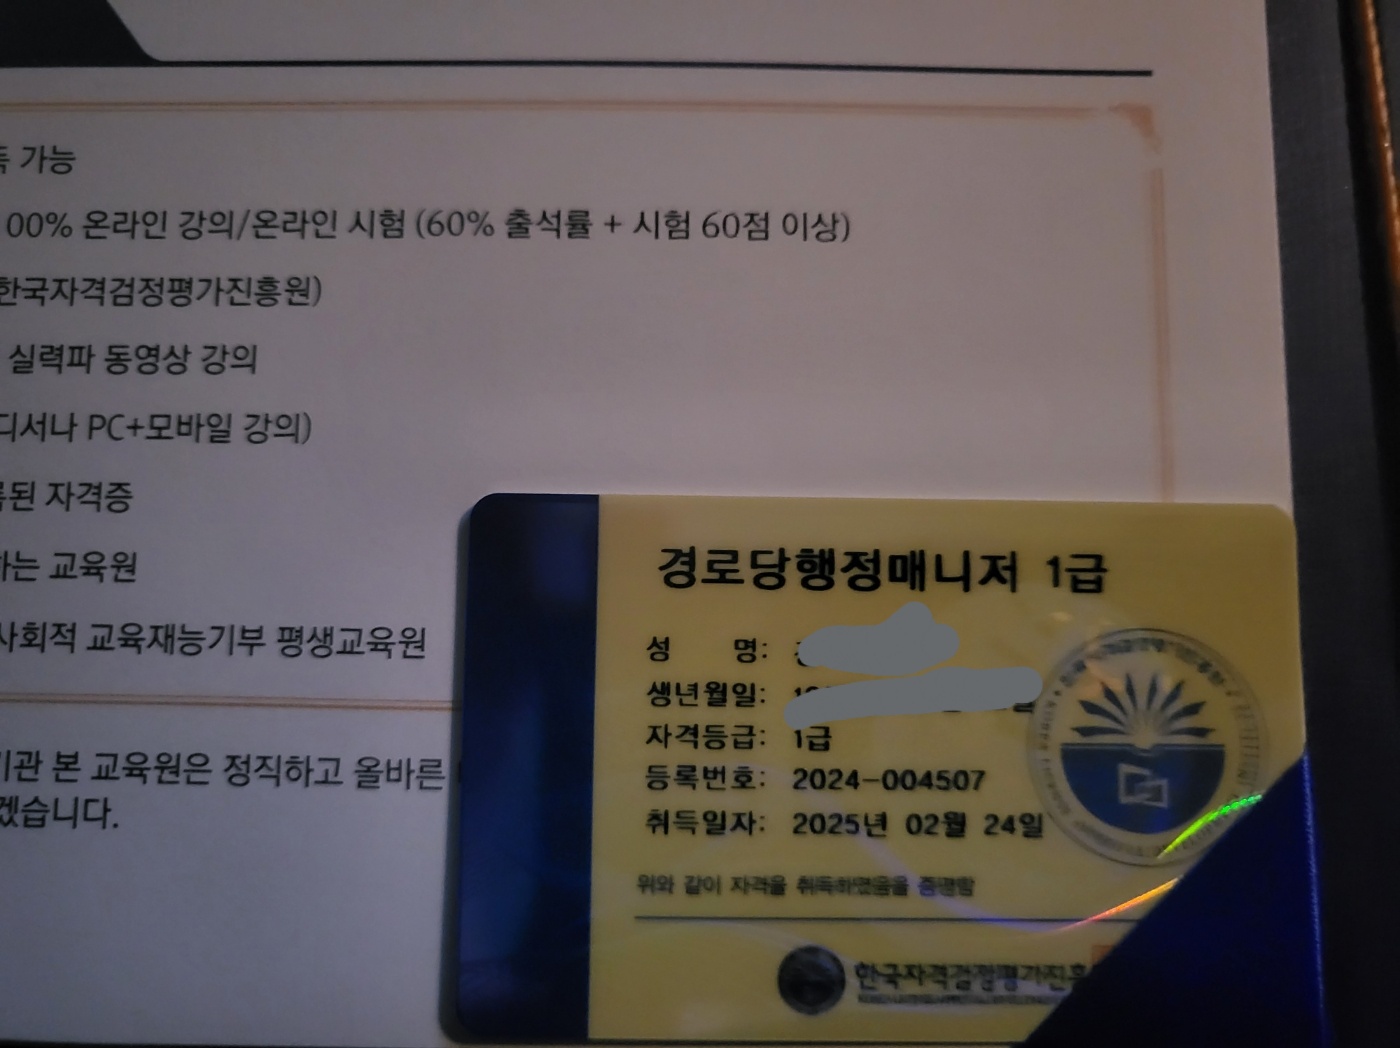 가능
00% 온라인 강의/온라인 시험 (60% 출석률 + 시험 60점 이상)
한국자격검정평가진흥원)
실력파 동영상 강의
디서나 PC+모바일 강의)
된 자격증
하는 교육원
사회적 교육재능기부 평생교육원
기관 본 교육원은 정직하고 올바른
겠습니다.
경로당행정매니저 1급
성 명:
생년월일:
자격등급: 1급
등록번호: 2024-004507
취득일자: 2025년 02월 24일
위와 같이 자격을 취득하였음을 증명함
한국자격검정평가진흥